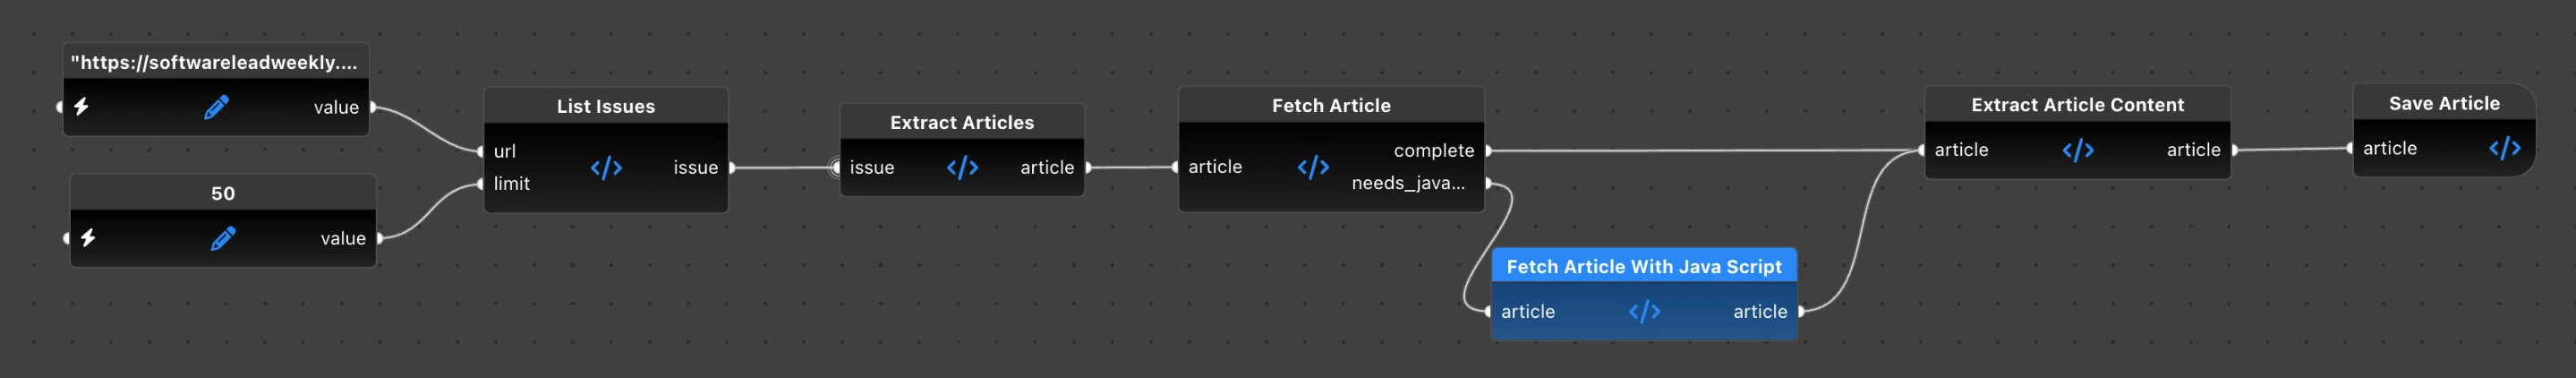 "https://softwareleadweekly....
value
50
value
List Issues
url
limit
issue
Extract Articles
issue
article
Fetch Article
article
complete
needs_java...
Fetch Article With Java Script
article
article
Extract Article Content
article
article
Save Article
article